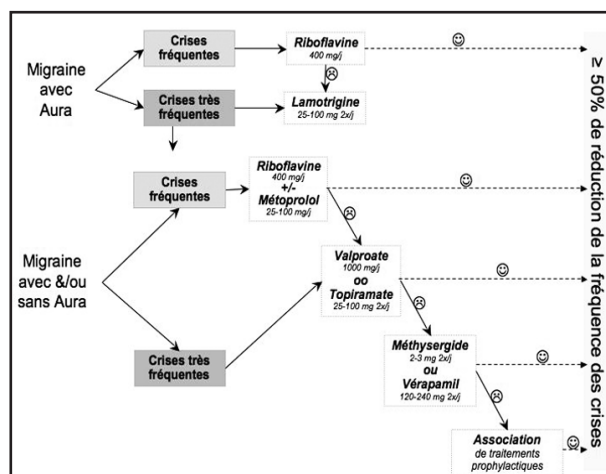 Migraine
avec
Aura
Crises
fréquentes
Riboflavine
400 mg/j
Crises très
fréquentes
Lamotrigine
25-100 mg 2x/j
Migraine
avec &/ou
sans Aura
Crises
fréquentes
Riboflavine
400 mg/j
+/-
Métoprolol
25-100 mg/j
Valproate
1000 mg/j
oo
Topiramate
25-100 mg 2x/j
Crises très
fréquentes
Méthysergide
2-3 mg 2x/j
ou
Vérapamil
120-240 mg 2x/j
Association
de traitements
prophylactiques
≥ 50% de réduction de la fréquence des crises